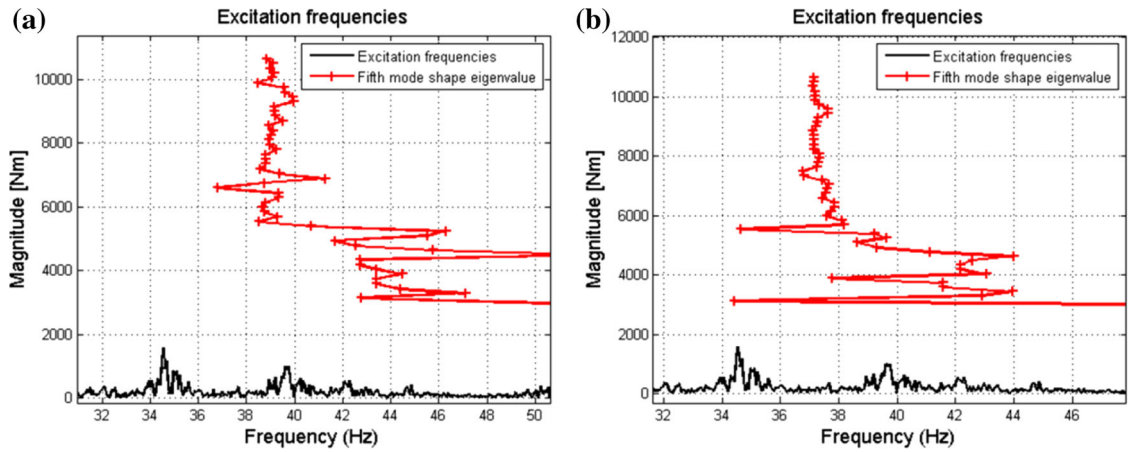 (a)
Excitation frequencies
Excitation frequencies
Fifth mode shape eigenvalue
Magnitude [Nm]
10000
8000
6000
4000
2000
0
32 34 36 38 40 42 44 46 48 50
Frequency (Hz)
(b)
Excitation frequencies
Excitation frequencies
Fifth mode shape eigenvalue
Magnitude [Nm]
12000
10000
8000
6000
4000
2000
0
32 34 36 38 40 42 44 46
Frequency (Hz)